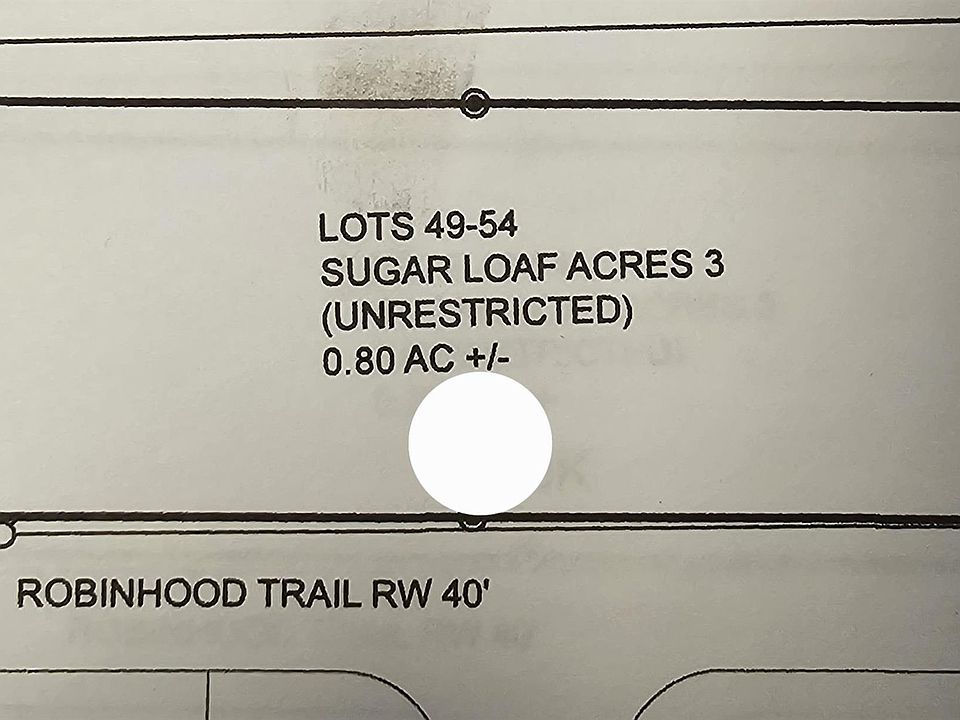 LOTS 49-54
SUGAR LOAF ACRES 3
(UNRESTRICTED)
0.80 AC +/-
ROBINHOOD TRAIL RW 40'